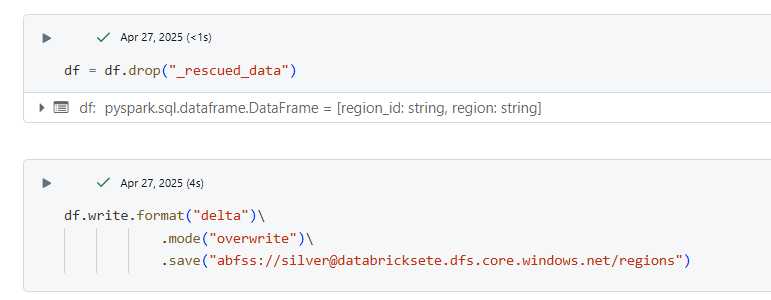 Apr 27, 2025 (<1s)
df = df.drop("_rescued_data")
df: pyspark.sql.dataframe.DataFrame = [region_id: string, region: string]
Apr 27, 2025 (4s)
df.write.format("delta")\
.mode("overwrite")\
.save("abfss://silver@databricksete.dfs.core.windows.net/regions")